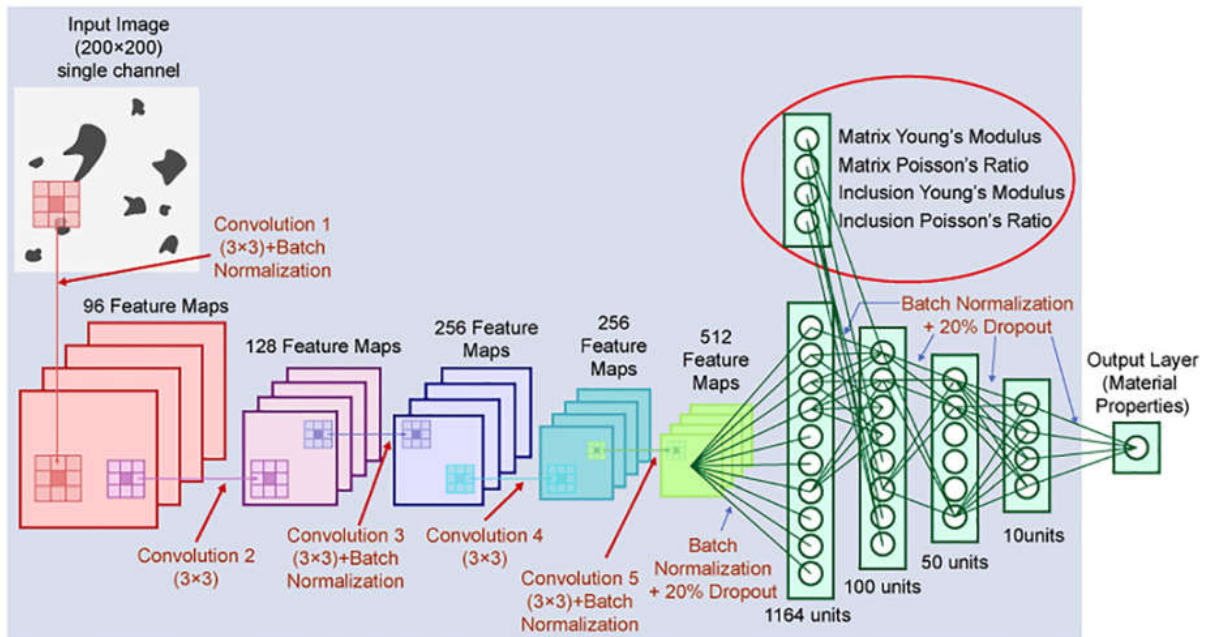 Input Image
(200×200)
single channel
Matrix Young's Modulus
Matrix Poisson's Ratio
Inclusion Young's Modulus
Inclusion Poisson's Ratio
Convolution 1
(3×3)+Batch
Normalization
96 Feature Maps
128 Feature Maps
256 Feature
Maps
256
Feature
Maps
512
Feature
Maps
Batch Normalization
+ 20% Dropout
Output Layer
(Material
Properties)
Convolution 2
(3×3)
Convolution 3
(3×3)+Batch
Normalization
Convolution 4
(3×3)
Convolution 5
(3×3)+Batch
Normalization
Batch
Normalization
+ 20% Dropout
1164 units
100 units
50 units
10units